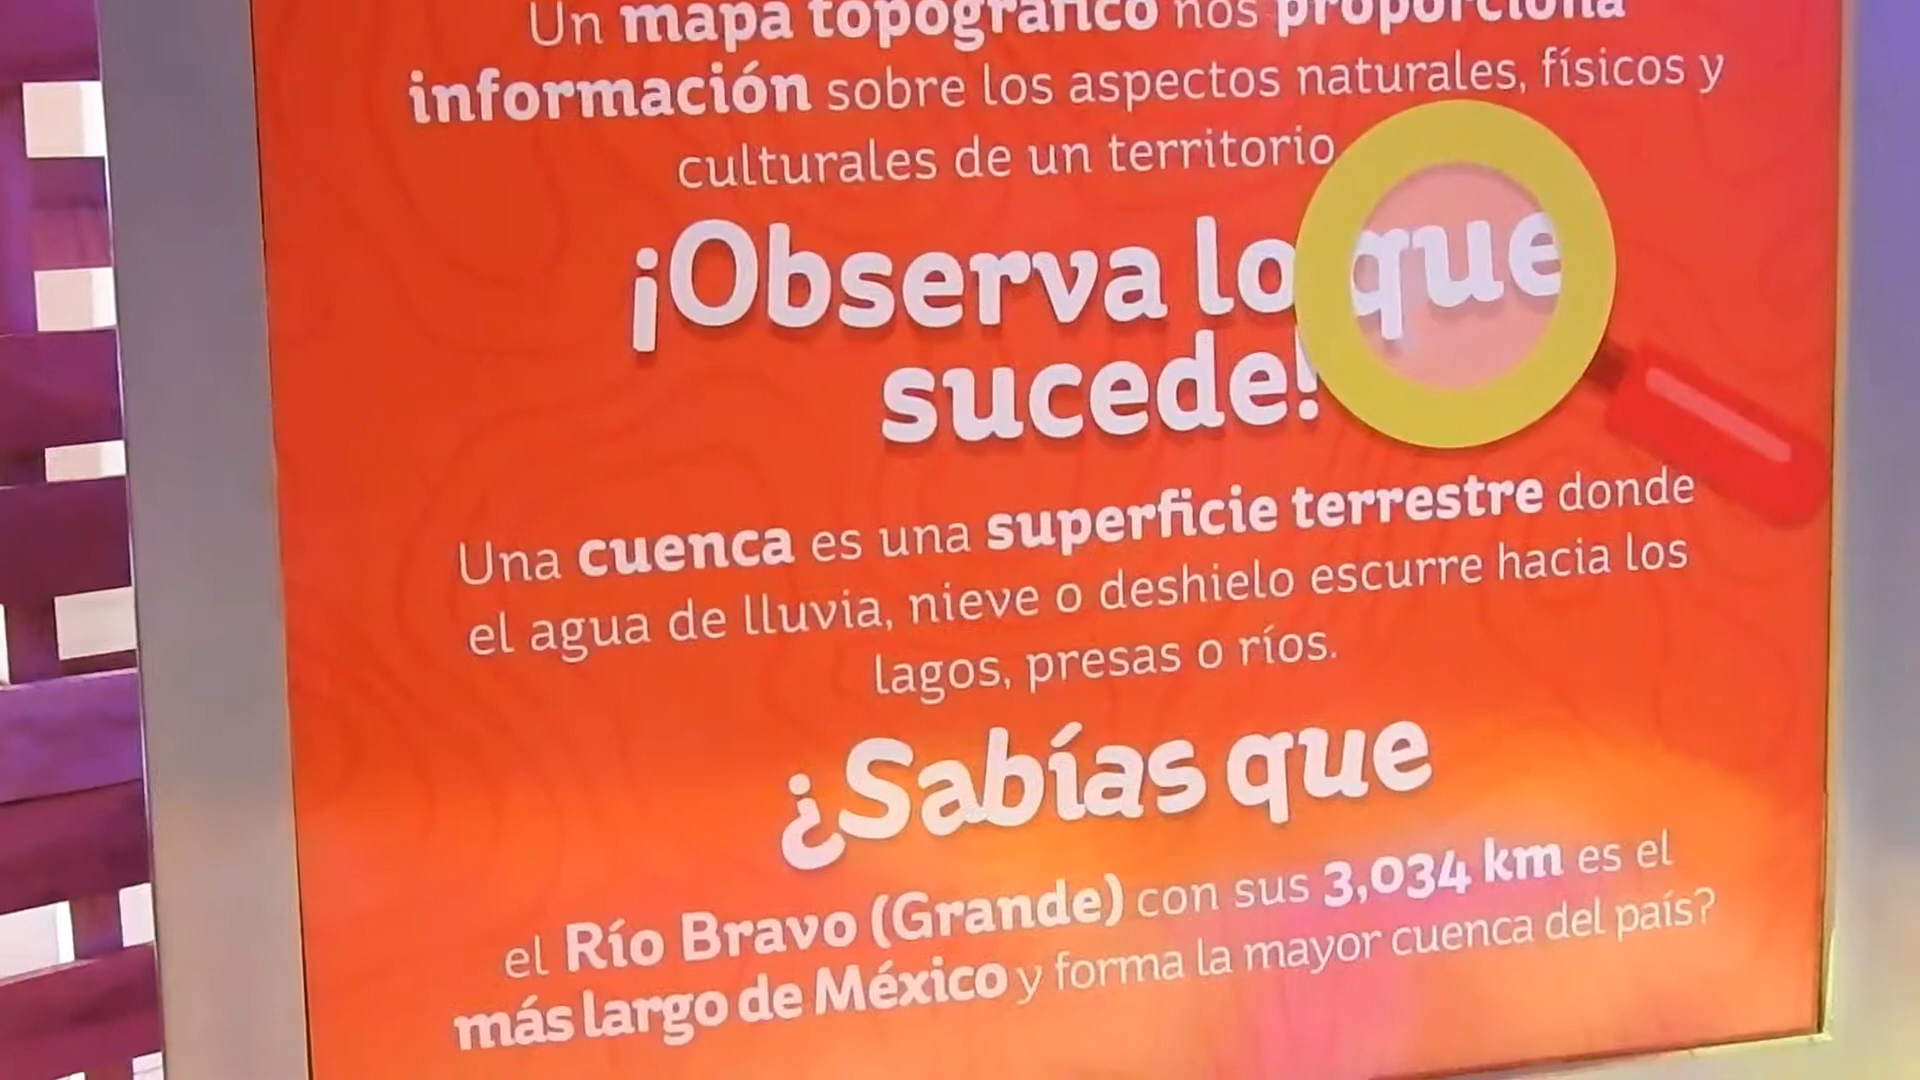 Un mapa topográfico nos proporciona
información sobre los aspectos naturales, físicos y
culturales de un territorio
¡Observa lo que
sucede!
Una cuenca es una superficie terrestre donde
el agua de lluvia, nieve o deshielo escurre hacia los
lagos, presas o ríos.
¿Sabías que
el Río Bravo (Grande) con sus 3,034 km es el
más largo de México y forma la mayor cuenca del país?